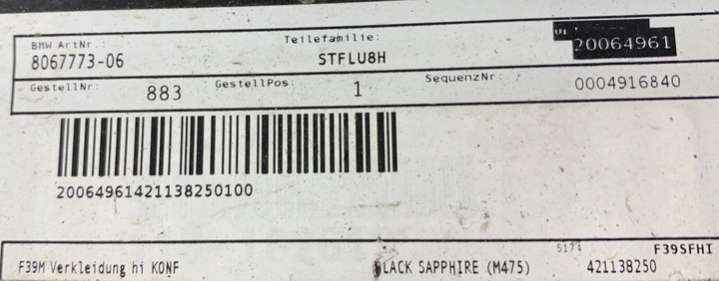 BMW ArtNr.: Teilefamilie:
8067773-06 STFLU8H 20064961
GestellNr: 883 GestellPos: 1 SequenzNr: 0004916840
20064961421138250100
F39SFHI
F39M Verkleidung hi KONF BLACK SAPPHIRE (M475) 421138250